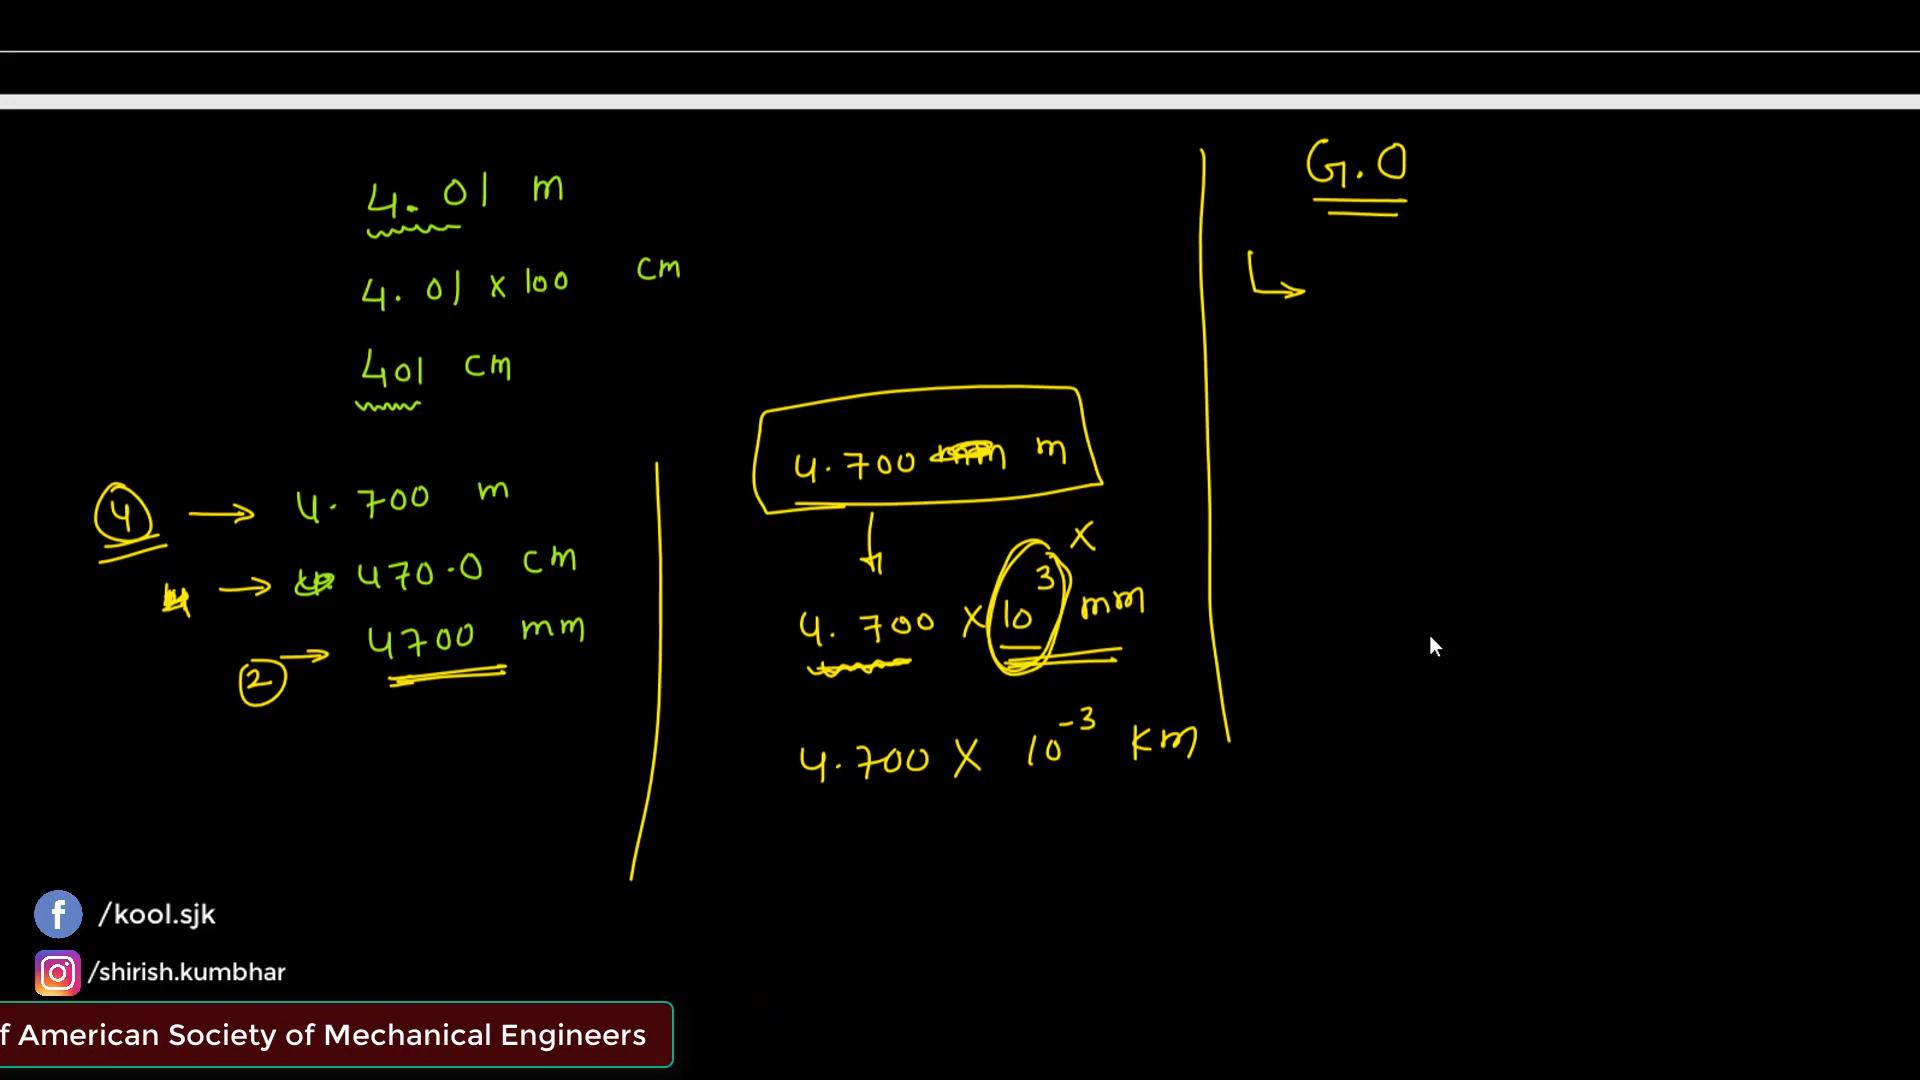 4.01 m
4.01 x 100 cm
401 cm
4 → 4.700 m
→ 470.0 cm
2 → 4700 mm
4.700 m
4.700 x 10³ mm
x
4.700 x 10⁻³ km
G.O
/kool.sjk
/shirish.kumbhar
f American Society of Mechanical Engineers